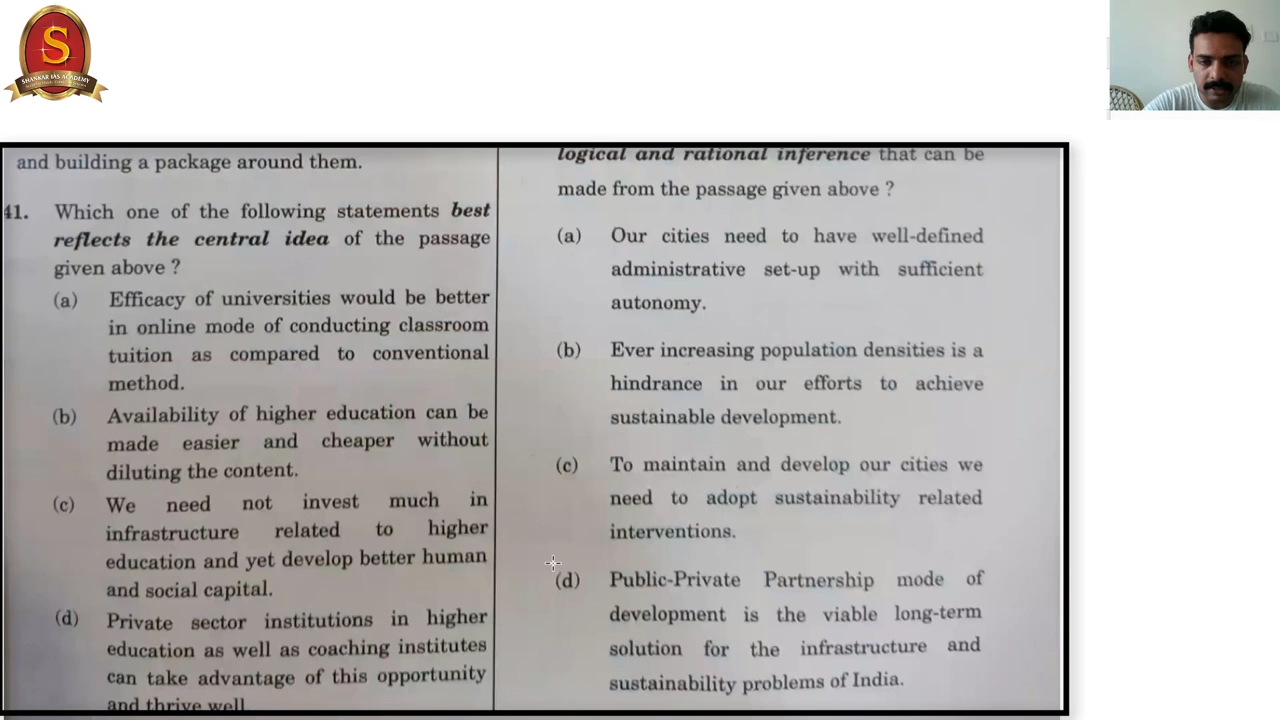 S
SHANKAR IAS ACADEMY
and building a package around them.
41. Which one of the following statements best
reflects the central idea of the passage
given above ?
(a) Efficacy of universities would be better
in online mode of conducting classroom
tuition as compared to conventional
method.
(b) Availability of higher education can be
made easier and cheaper without
diluting the content.
(c) We need not invest much in
infrastructure related to higher
education and yet develop better human
and social capital.
(d) Private sector institutions in higher
education as well as coaching institutes
can take advantage of this opportunity
and thrive well
logical and rational inference that can be
made from the passage given above ?
(a) Our cities need to have well-defined
administrative set-up with sufficient
autonomy.
(b) Ever increasing population densities is a
hindrance in our efforts to achieve
sustainable development.
(c) To maintain and develop our cities we
need to adopt sustainability related
interventions.
(d) Public-Private Partnership mode of
development is the viable long-term
solution for the infrastructure and
sustainability problems of India.